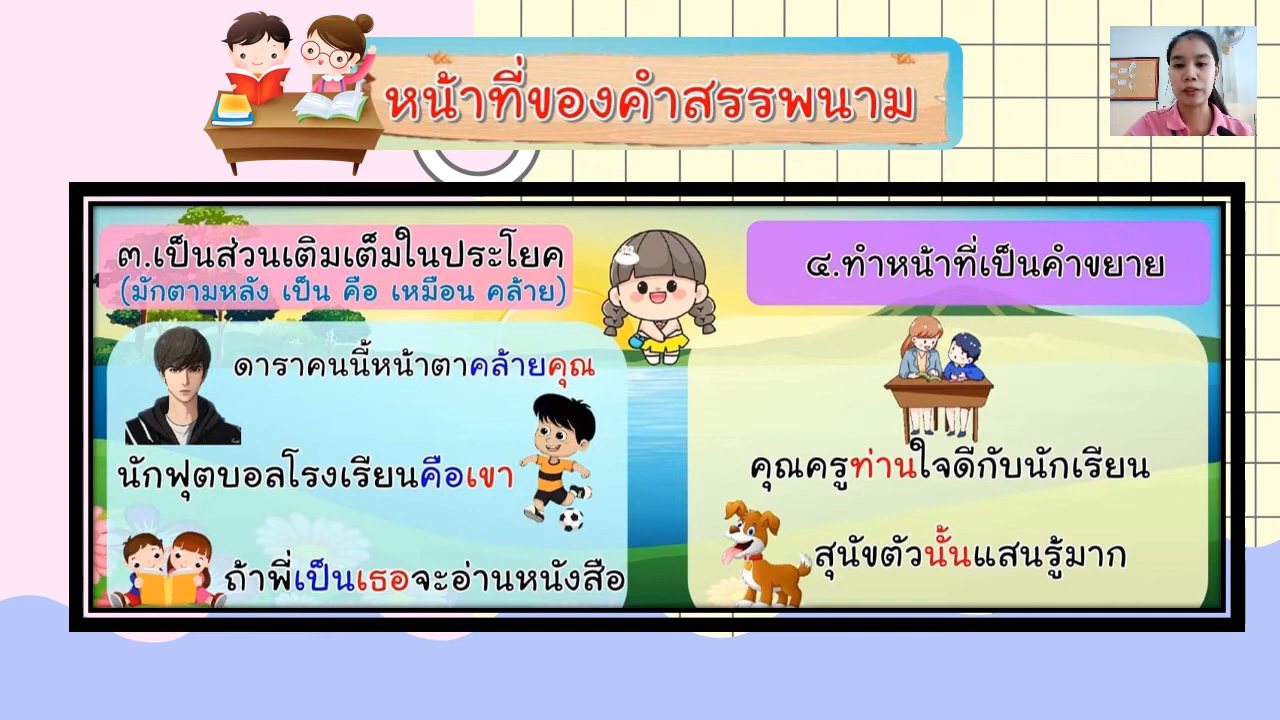 หน้าที่ของคำสรรพนาม
๓.เป็นส่วนเติมเต็มในประโยค
(มักตามหลัง เป็น คือ เหมือน คล้าย)
ดาราคนนี้หน้าตาคล้ายคุณ
นักฟุตบอลโรงเรียนคือเขา
ถ้าพี่เป็นเธอจะอ่านหนังสือ
๔.ทำหน้าที่เป็นคำขยาย
คุณครูท่านใจดีกับนักเรียน
สุนัขตัวนั้นแสนรู้มาก